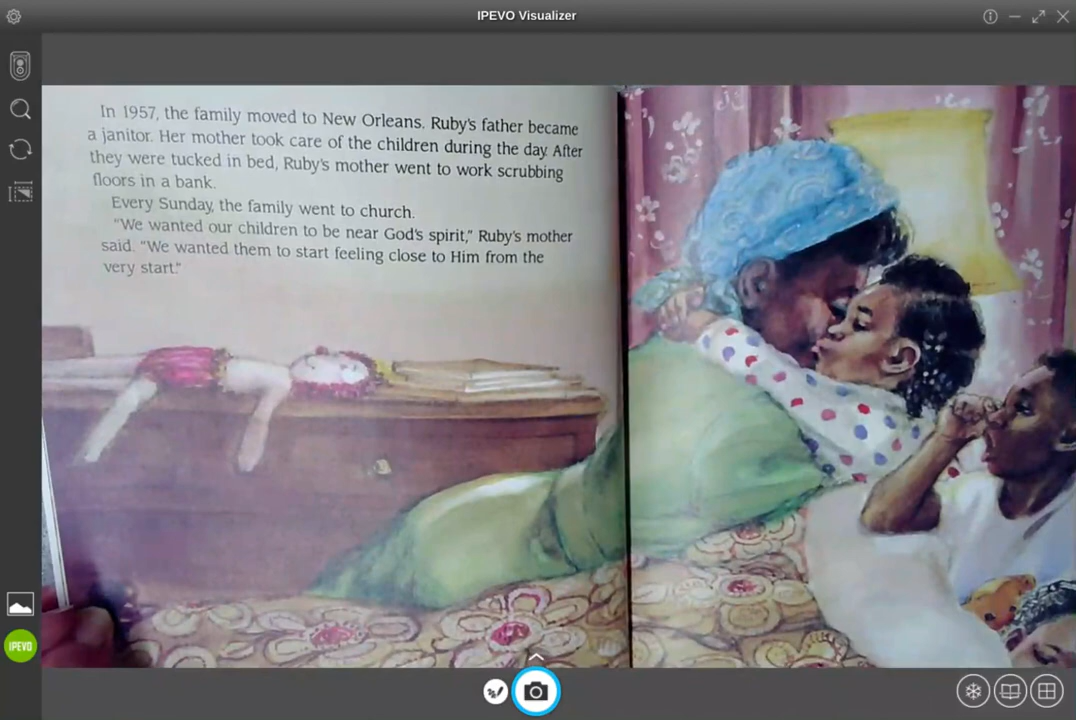 IPEVO Visualizer
In 1957, the family moved to New Orleans. Ruby's father became
a janitor. Her mother took care of the children during the day. After
they were tucked in bed, Ruby's mother went to work scrubbing
floors in a bank.
Every Sunday, the family went to church.
"We wanted our children to be near God's spirit," Ruby's mother
said. "We wanted them to start feeling close to Him from the
very start."
IPEVO